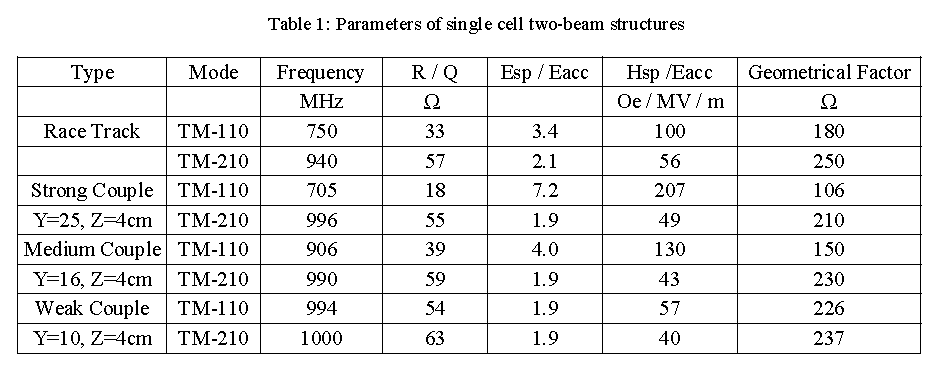 Table 1: Parameters of single cell two-beam structures
Type Mode Frequency R / Q Esp / Eacc Hsp /Eacc Geometrical Factor
MHz Ω Oe / MV / m Ω
Race Track TM-110 750 33 3.4 100 180
TM-210 940 57 2.1 56 250
Strong Couple TM-110 705 18 7.2 207 106
Y=25, Z=4cm TM-210 996 55 1.9 49 210
Medium Couple TM-110 906 39 4.0 130 150
Y=16, Z=4cm TM-210 990 59 1.9 43 230
Weak Couple TM-110 994 54 1.9 57 226
Y=10, Z=4cm TM-210 1000 63 1.9 40 237